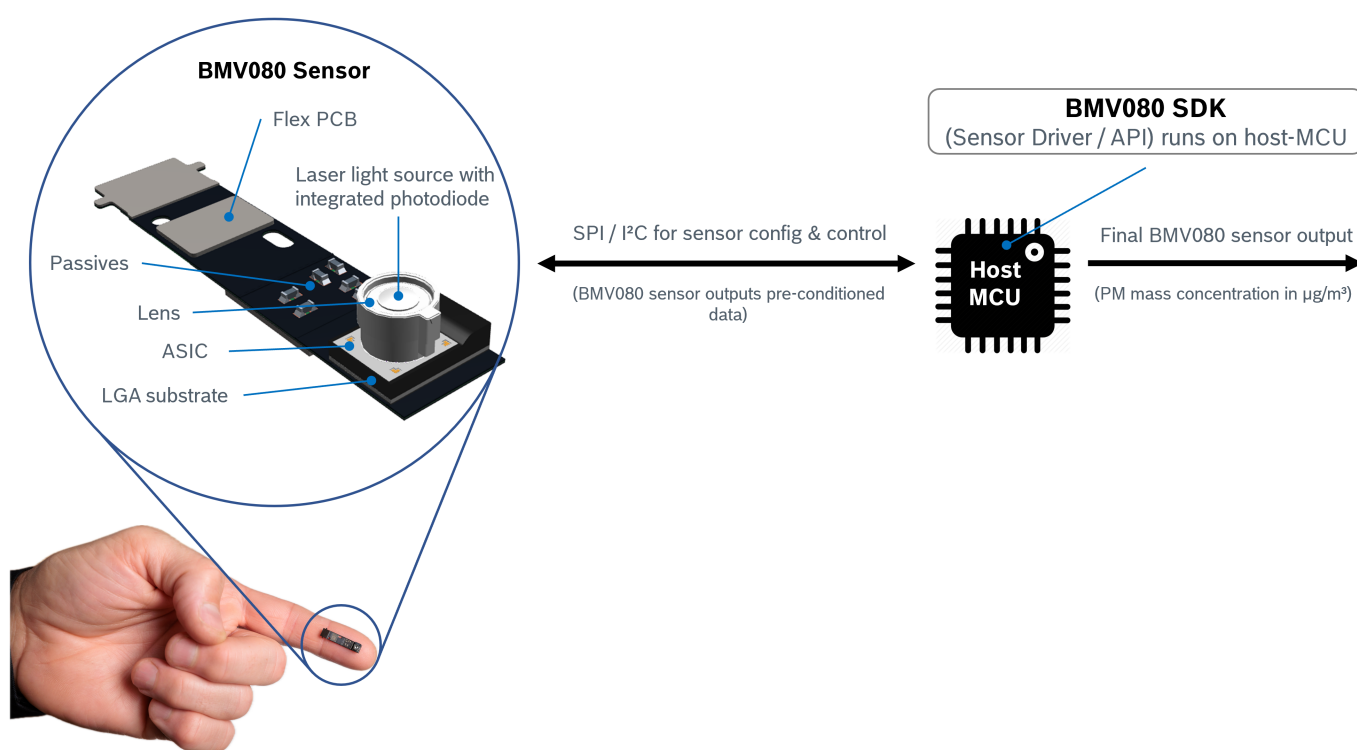 BMV080 Sensor
Flex PCB
Laser light source with
integrated photodiode
Passives
Lens
ASIC
LGA substrate
SPI / I²C for sensor config & control
(BMV080 sensor outputs pre-conditioned
data)
BMV080 SDK
(Sensor Driver / API) runs on host-MCU
Host
MCU
Final BMV080 sensor output
(PM mass concentration in µg/m³)